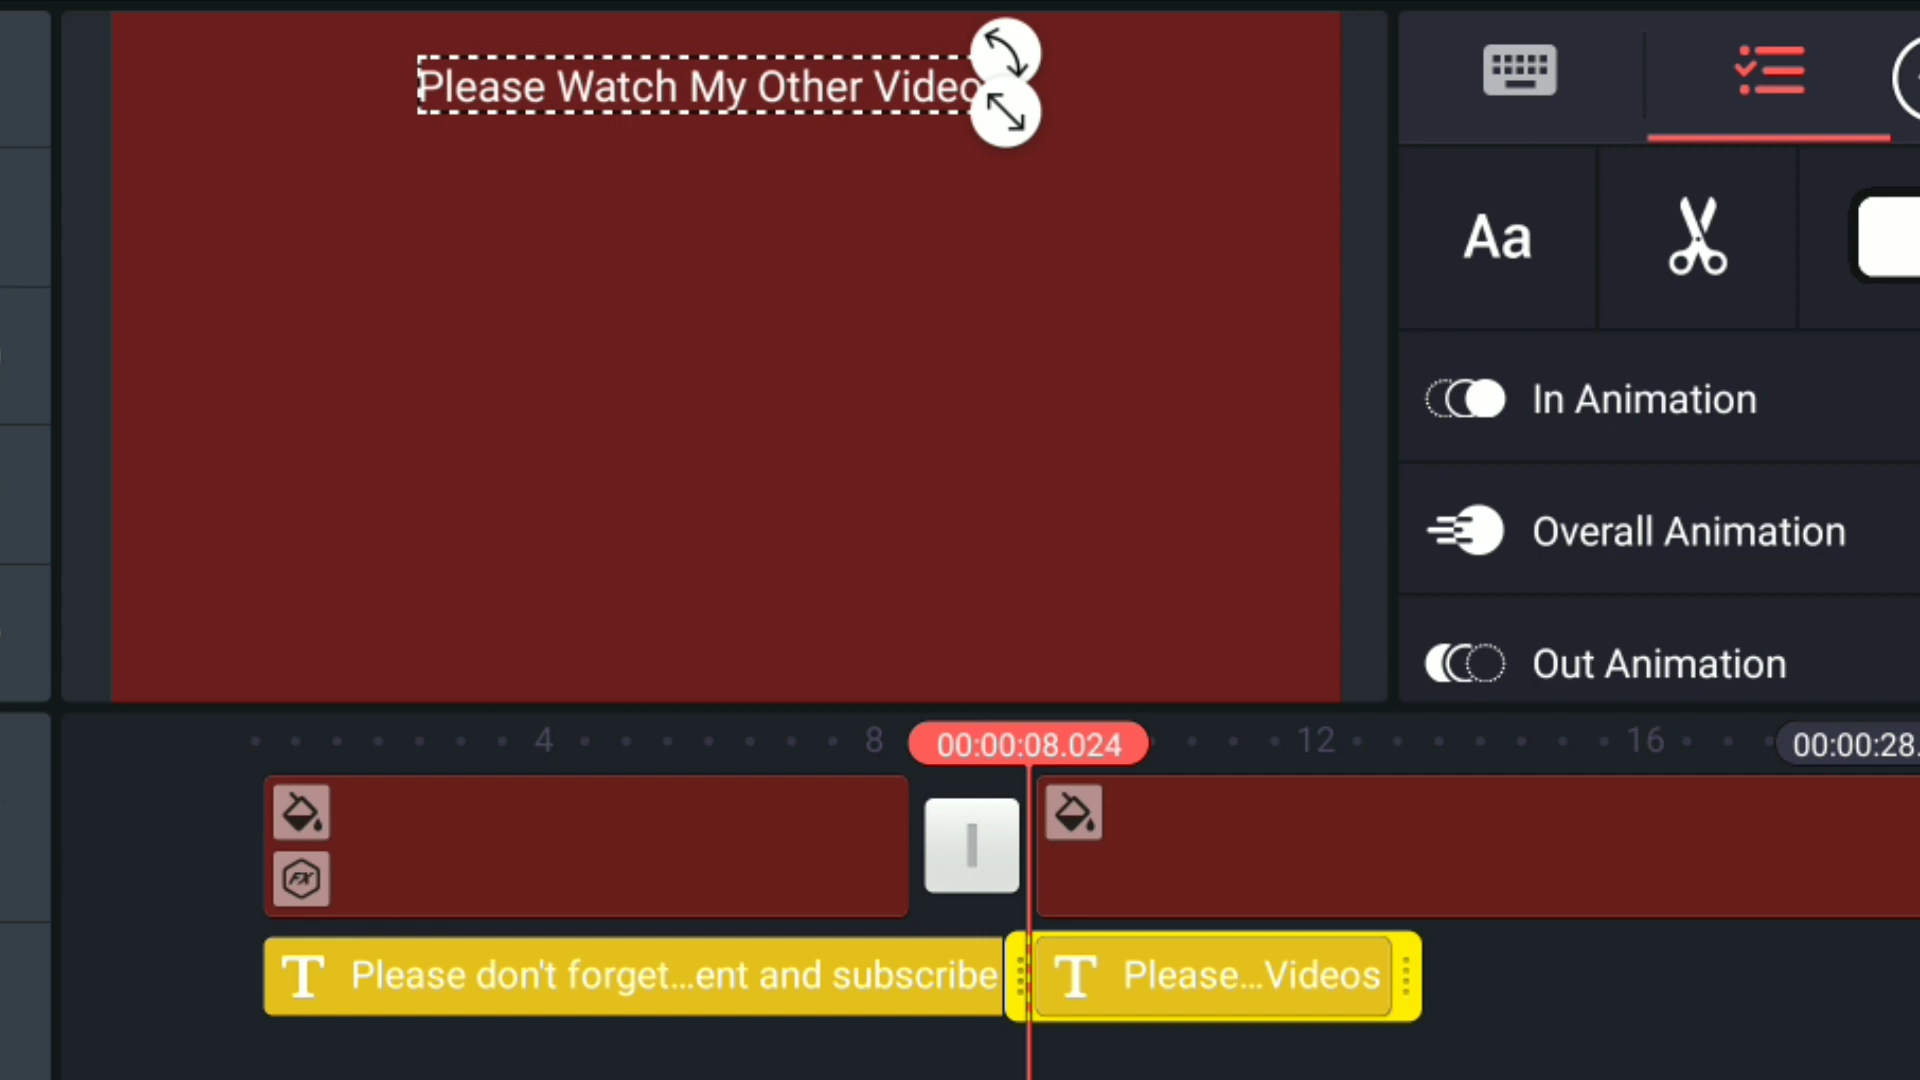 Please Watch My Other Video
Aa
In Animation
Overall Animation
Out Animation
4
8
00:00:08.024
12
16
00:00:28.
FX
T Please don't forget...ent and subscribe
T Please...Videos